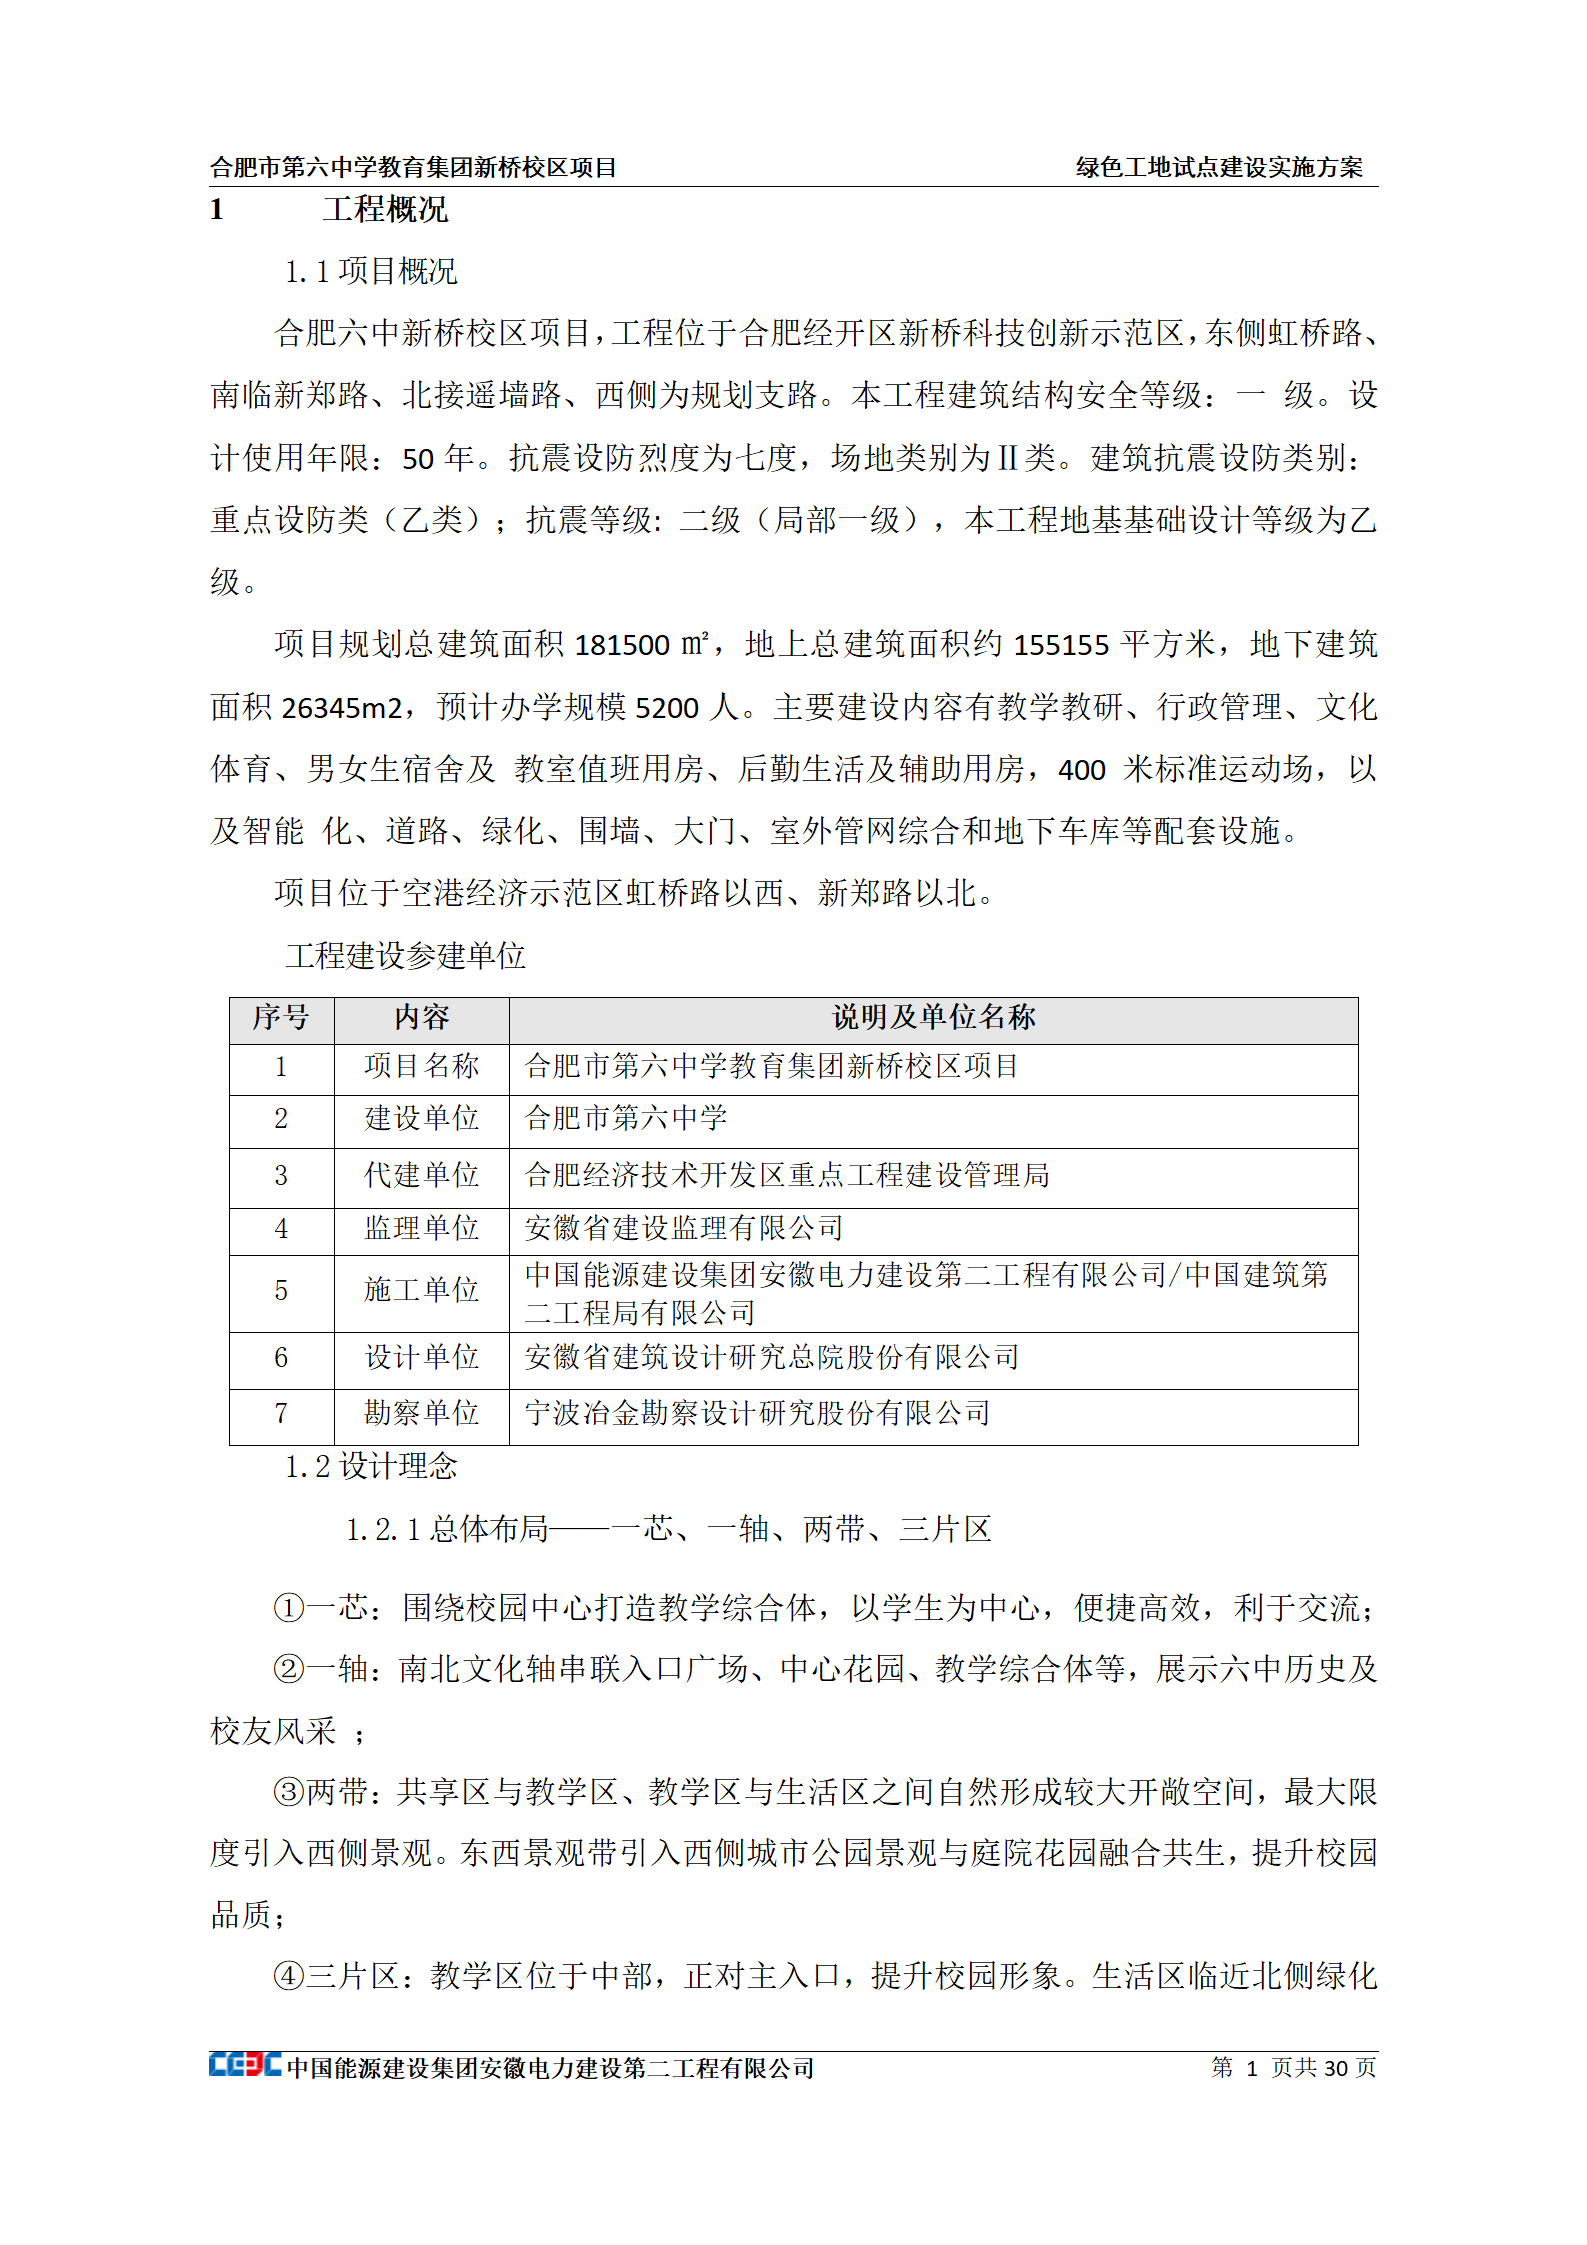 合肥市第六中学教育集团新桥校区项目 绿色工地试点建设实施方案
1 工程概况
1.1 项目概况
合肥六中新桥校区项目，工程位于合肥经开区新桥科技创新示范区，东侧虹桥路、
南临新郑路、北接遥墙路、西侧为规划支路。本工程建筑结构安全等级：一 级。设
计使用年限：50 年。抗震设防烈度为七度，场地类别为Ⅱ类。建筑抗震设防类别：
重点设防类（乙类）；抗震等级：二级（局部一级），本工程地基基础设计等级为乙
级。
项目规划总建筑面积 181500 ㎡，地上总建筑面积约 155155 平方米，地下建筑
面积 26345m2，预计办学规模 5200 人。主要建设内容有教学教研、行政管理、文化
体育、男女生宿舍及 教室值班用房、后勤生活及辅助用房，400 米标准运动场，以
及智能 化、道路、绿化、围墙、大门、室外管网综合和地下车库等配套设施。
项目位于空港经济示范区虹桥路以西、新郑路以北。
工程建设参建单位
序号 内容 说明及单位名称
1 项目名称 合肥市第六中学教育集团新桥校区项目
2 建设单位 合肥市第六中学
3 代建单位 合肥经济技术开发区重点工程建设管理局
4 监理单位 安徽省建设监理有限公司
5 施工单位 中国能源建设集团安徽电力建设第二工程有限公司/中国建筑第
二工程局有限公司
6 设计单位 安徽省建筑设计研究总院股份有限公司
7 勘察单位 宁波冶金勘察设计研究股份有限公司
1.2 设计理念
1.2.1 总体布局——一芯、一轴、两带、三片区
①一芯：围绕校园中心打造教学综合体，以学生为中心，便捷高效，利于交流；
②一轴：南北文化轴串联入口广场、中心花园、教学综合体等，展示六中历史及
校友风采 ；
③两带：共享区与教学区、教学区与生活区之间自然形成较大开敞空间，最大限
度引入西侧景观。东西景观带引入西侧城市公园景观与庭院花园融合共生，提升校园
品质；
④三片区：教学区位于中部，正对主入口，提升校园形象。生活区临近北侧绿化
CEEC 中国能源建设集团安徽电力建设第二工程有限公司 第 1 页共 30 页